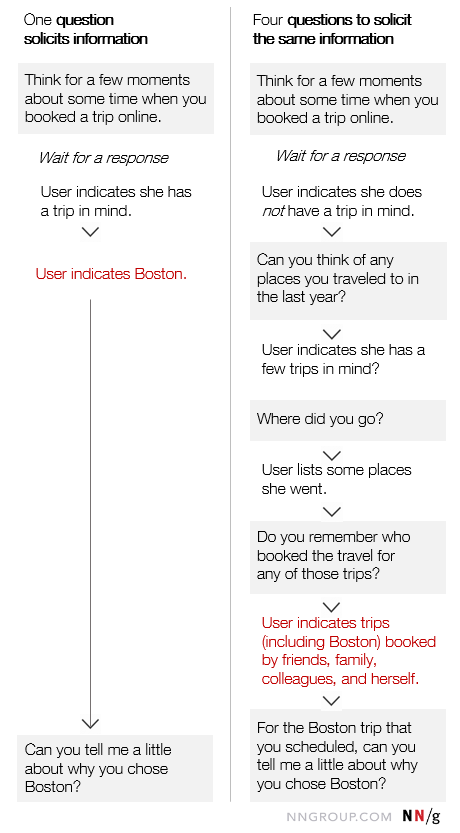 One question
solicits information
Think for a few moments
about some time when you
booked a trip online.
Wait for a response
User indicates she has
a trip in mind.
User indicates Boston.
Can you tell me a little
about why you chose
Boston?
Four questions to solicit
the same information
Think for a few moments
about some time when you
booked a trip online.
Wait for a response
User indicates she does
not have a trip in mind.
Can you think of any
places you traveled to in
the last year?
User indicates she has a
few trips in mind?
Where did you go?
User lists some places
she went.
Do you remember who
booked the travel for
any of those trips?
User indicates trips
(including Boston) booked
by friends, family,
colleagues, and herself.
For the Boston trip that
you scheduled, can you
tell me a little about why
you chose Boston?
NNGROUP.COM NN/g